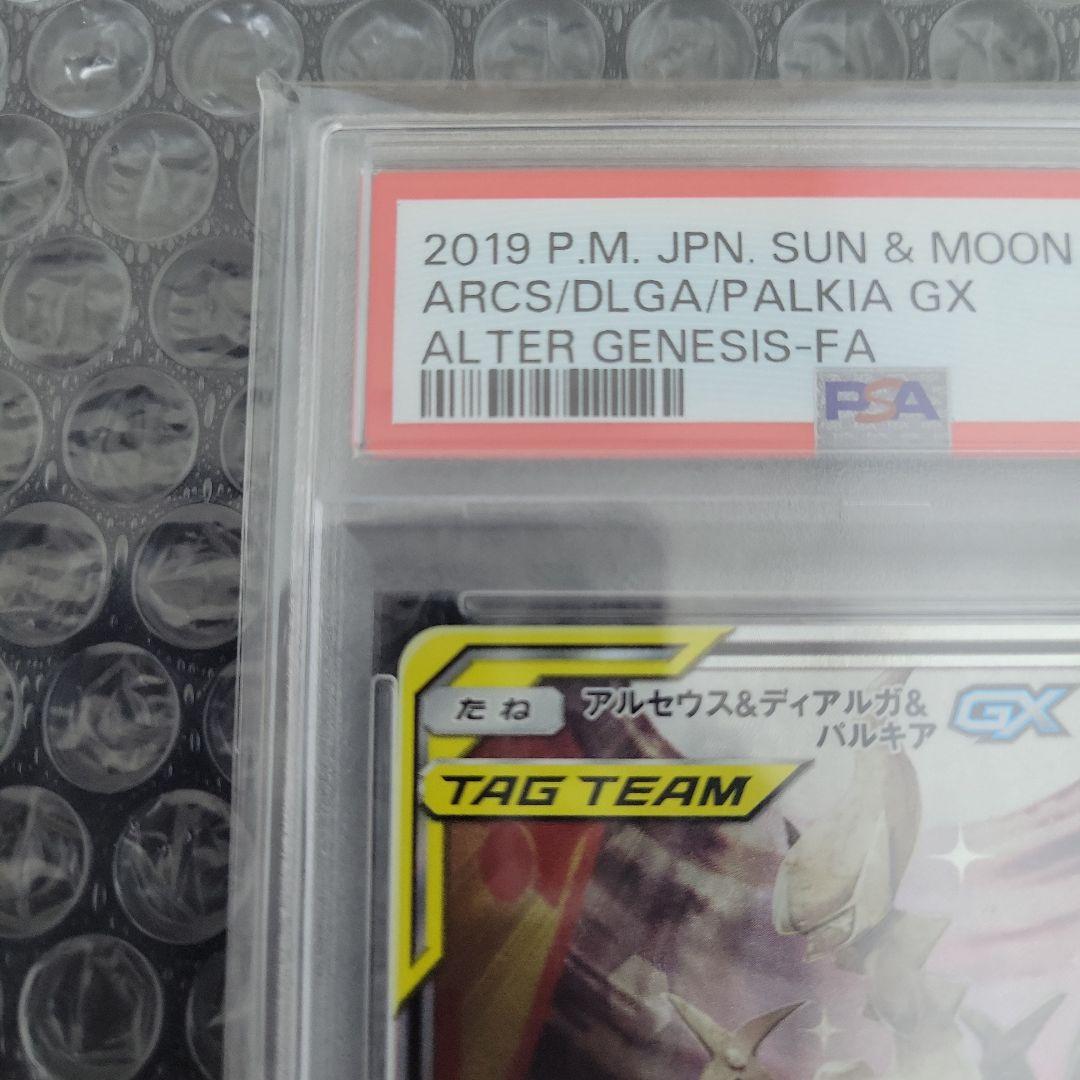 2019 P.M. JPN. SUN & MOON
ARCS/DLGA/PALKIA GX
ALTER GENESIS-FA
PSA
たね
アルセウス&ディアルガ&
パルキア
GX
TAG TEAM